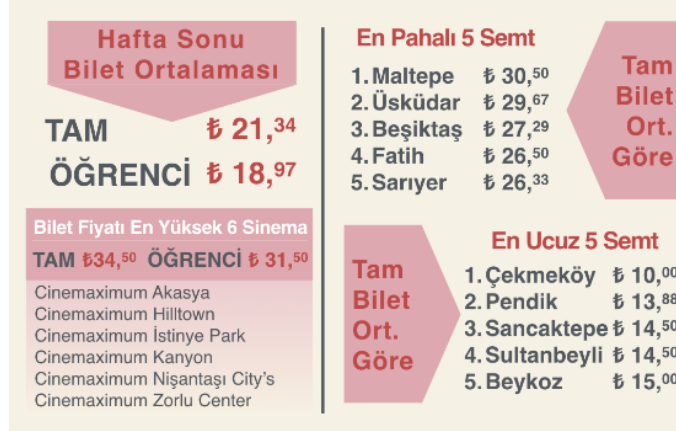 Hafta Sonu
Bilet Ortalaması
TAM ₺ 21,34
ÖĞRENCİ ₺ 18,97
Bilet Fiyatı En Yüksek 6 Sinema
TAM ₺34,50 ÖĞRENCİ ₺ 31,50
Cinemaximum Akasya
Cinemaximum Hilltown
Cinemaximum İstinye Park
Cinemaximum Kanyon
Cinemaximum Nişantaşı City's
Cinemaximum Zorlu Center
En Pahalı 5 Semt
1. Maltepe ₺ 30,50
2. Üsküdar ₺ 29,67
3. Beşiktaş ₺ 27,29
4. Fatih ₺ 26,50
5. Sarıyer ₺ 26,33
Tam
Bilet
Ort.
Göre
Tam
Bilet
Ort.
Göre
En Ucuz 5 Semt
1. Çekmeköy ₺ 10,00
2. Pendik ₺ 13,88
3. Sancaktepe ₺ 14,50
4. Sultanbeyli ₺ 14,50
5. Beykoz ₺ 15,00